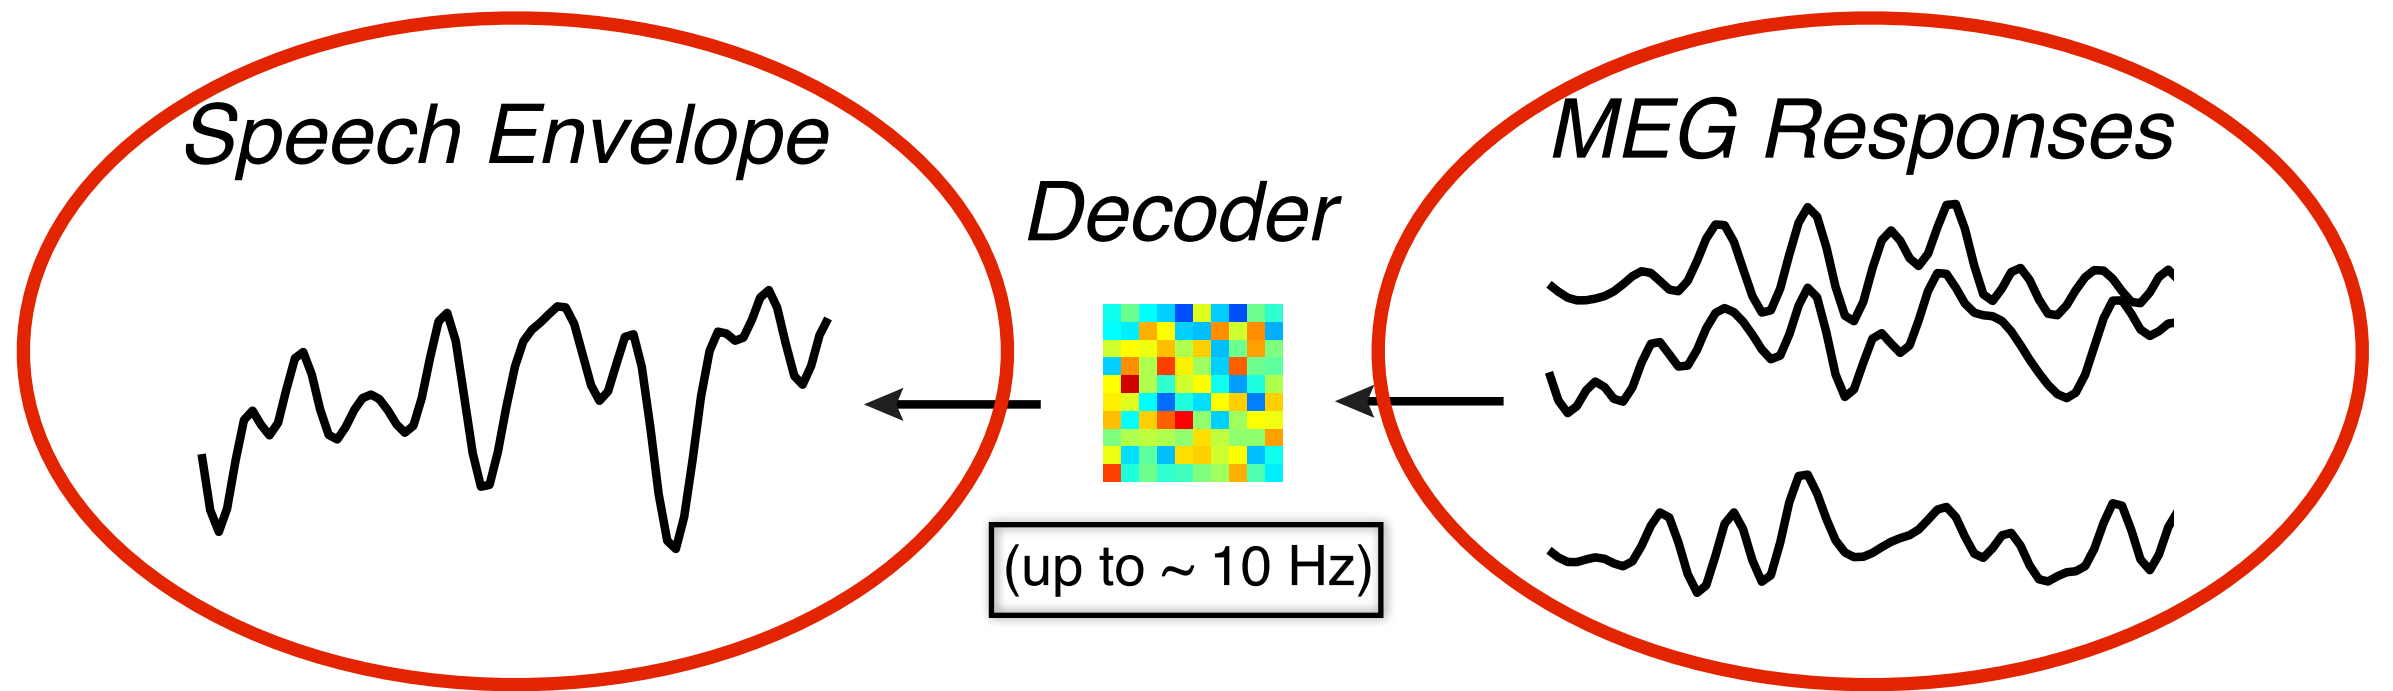 Speech Envelope
Decoder
(up to ~ 10 Hz)
MEG Responses